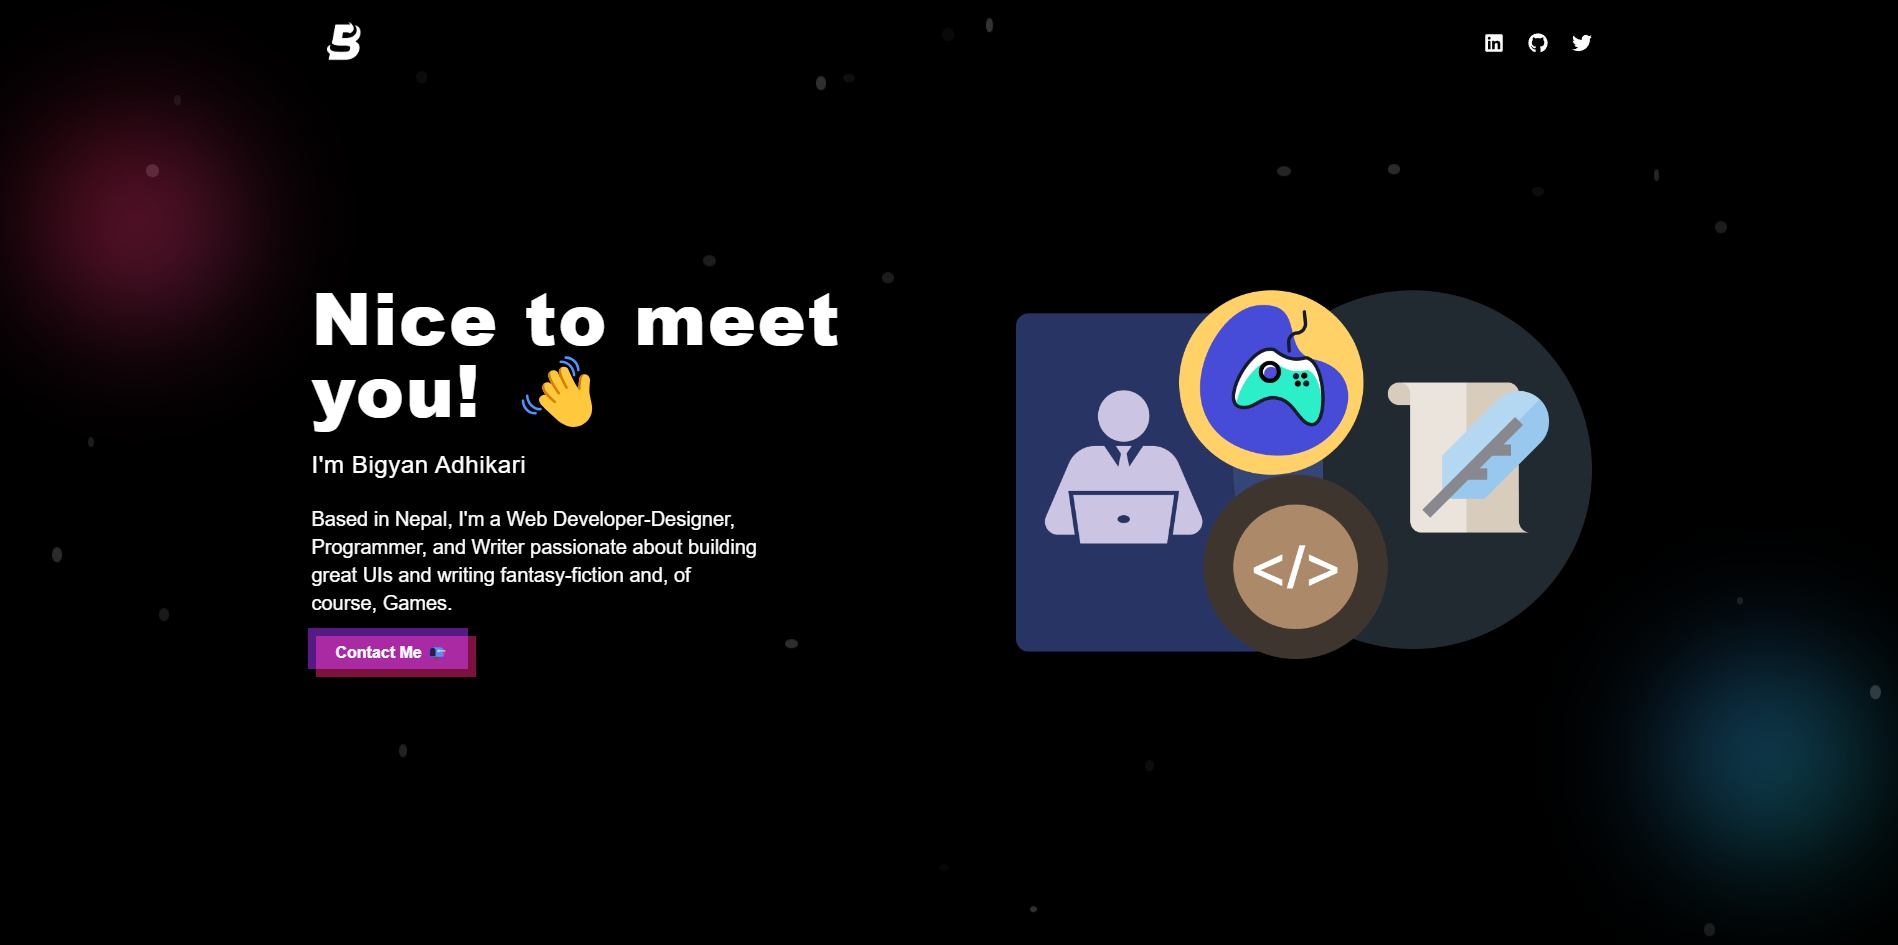 B
in
Nice to meet
you!
I'm Bigyan Adhikari
Based in Nepal, I'm a Web Developer-Designer,
Programmer, and Writer passionate about building
great UIs and writing fantasy-fiction and, of
course, Games.
Contact Me
</>